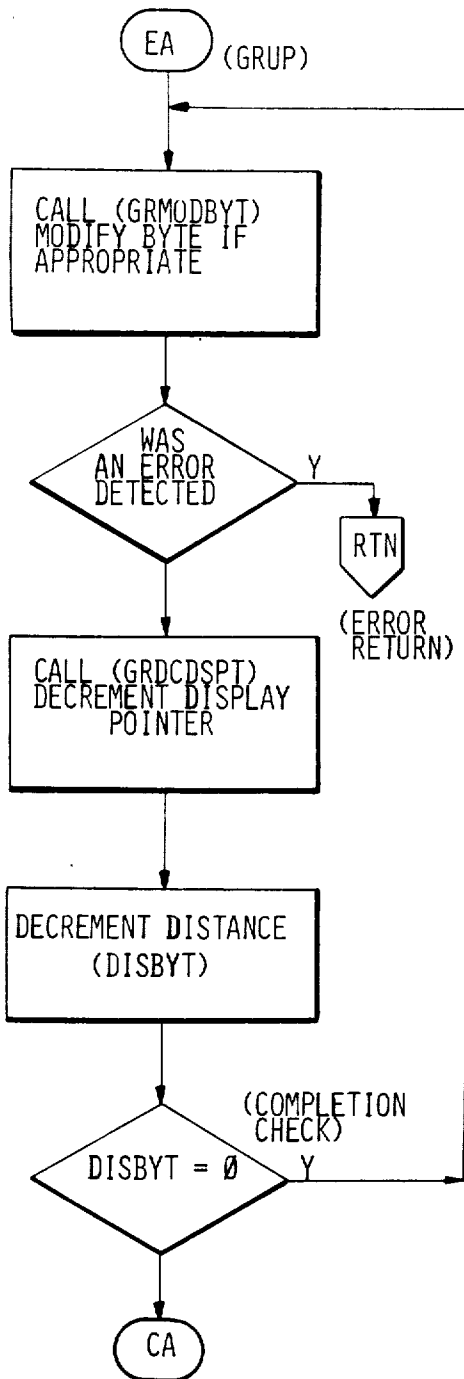 EA
(GRUP)
CALL (GRMODBYT)
MODIFY BYTE IF
APPROPRIATE
WAS
AN ERROR
DETECTED
Y
RTN
(ERROR
RETURN)
CALL (GRDCDSPT)
DECREMENT DISPLAY
POINTER
DECREMENT DISTANCE
(DISBYT)
(COMPLETION
CHECK)
DISBYT = Ø
Y
CA